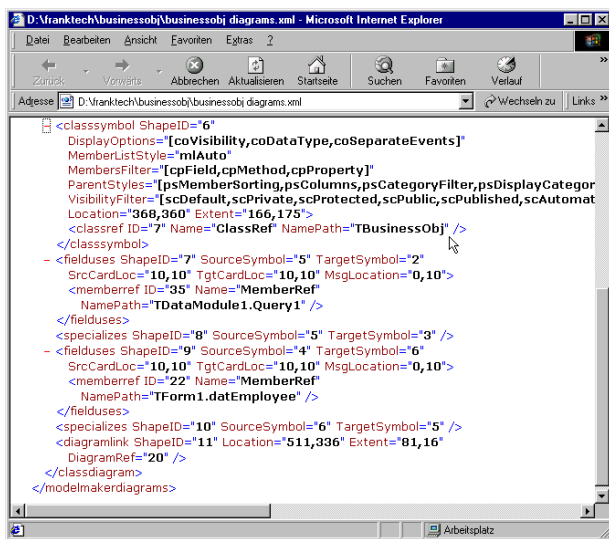 D:\franktech\businessobj\businessobj diagrams.xml - Microsoft Internet Explorer
Datei Bearbeiten Ansicht Favoriten Extras ?
Zurück Vorwärts Abbrechen Aktualisieren Startseite Suchen Favoriten Verlauf »
Adresse D:\franktech\businessobj\businessobj diagrams.xml Wechseln zu Links »
- <classsymbol ShapeID="6"
DisplayOptions="[coVisibility,coDataType,coSeparateEvents]"
MemberListStyle="mlAuto"
MembersFilter="[cpField,cpMethod,cpProperty]"
ParentStyles="[psMemberSorting,psColumns,psCategoryFilter,psDisplayCategor
VisibilityFilter="[scDefault,scPrivate,scProtected,scPublic,scPublished,scAutomat
Location="368,360" Extent="166,175">
<classref ID="7" Name="ClassRef" NamePath="TBusinessObj" />
</classsymbol>
- <fielduses ShapeID="7" SourceSymbol="5" TargetSymbol="2"
SrcCardLoc="10,10" TgtCardLoc="10,10" MsgLocation="0,10">
<memberref ID="35" Name="MemberRef"
NamePath="TDataModule1.Query1" />
</fielduses>
<specializes ShapeID="8" SourceSymbol="5" TargetSymbol="3" />
- <fielduses ShapeID="9" SourceSymbol="4" TargetSymbol="6"
SrcCardLoc="10,10" TgtCardLoc="10,10" MsgLocation="0,10">
<memberref ID="22" Name="MemberRef"
NamePath="TForm1.datEmployee" />
</fielduses>
<specializes ShapeID="10" SourceSymbol="6" TargetSymbol="5" />
<diagramlink ShapeID="11" Location="511,336" Extent="81,16"
DiagramRef="20" />
</classdiagram>
</modelmakerdiagrams>
Arbeitsplatz